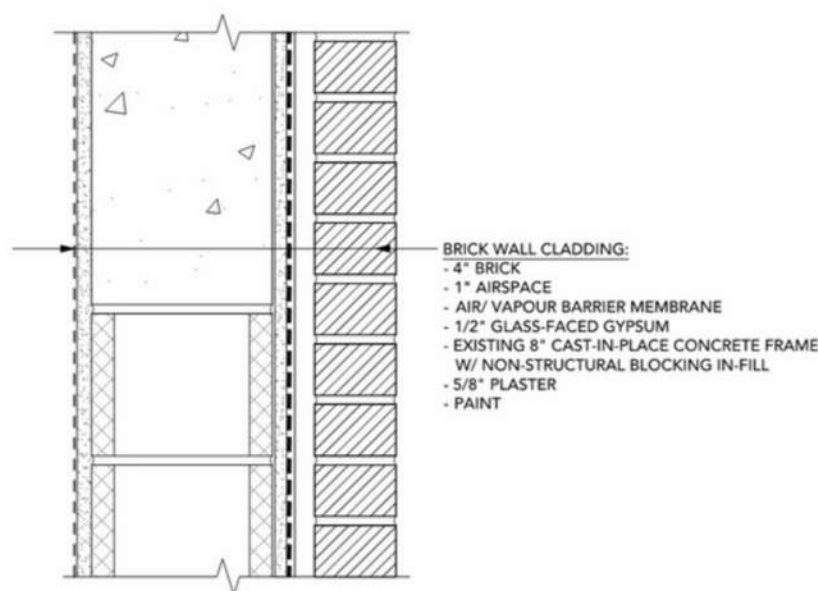 BRICK WALL CLADDING:
- 4" BRICK
- 1" AIRSPACE
- AIR/ VAPOUR BARRIER MEMBRANE
- 1/2" GLASS-FACED GYPSUM
- EXISTING 8" CAST-IN-PLACE CONCRETE FRAME
W/ NON-STRUCTURAL BLOCKING IN-FILL
- 5/8" PLASTER
- PAINT